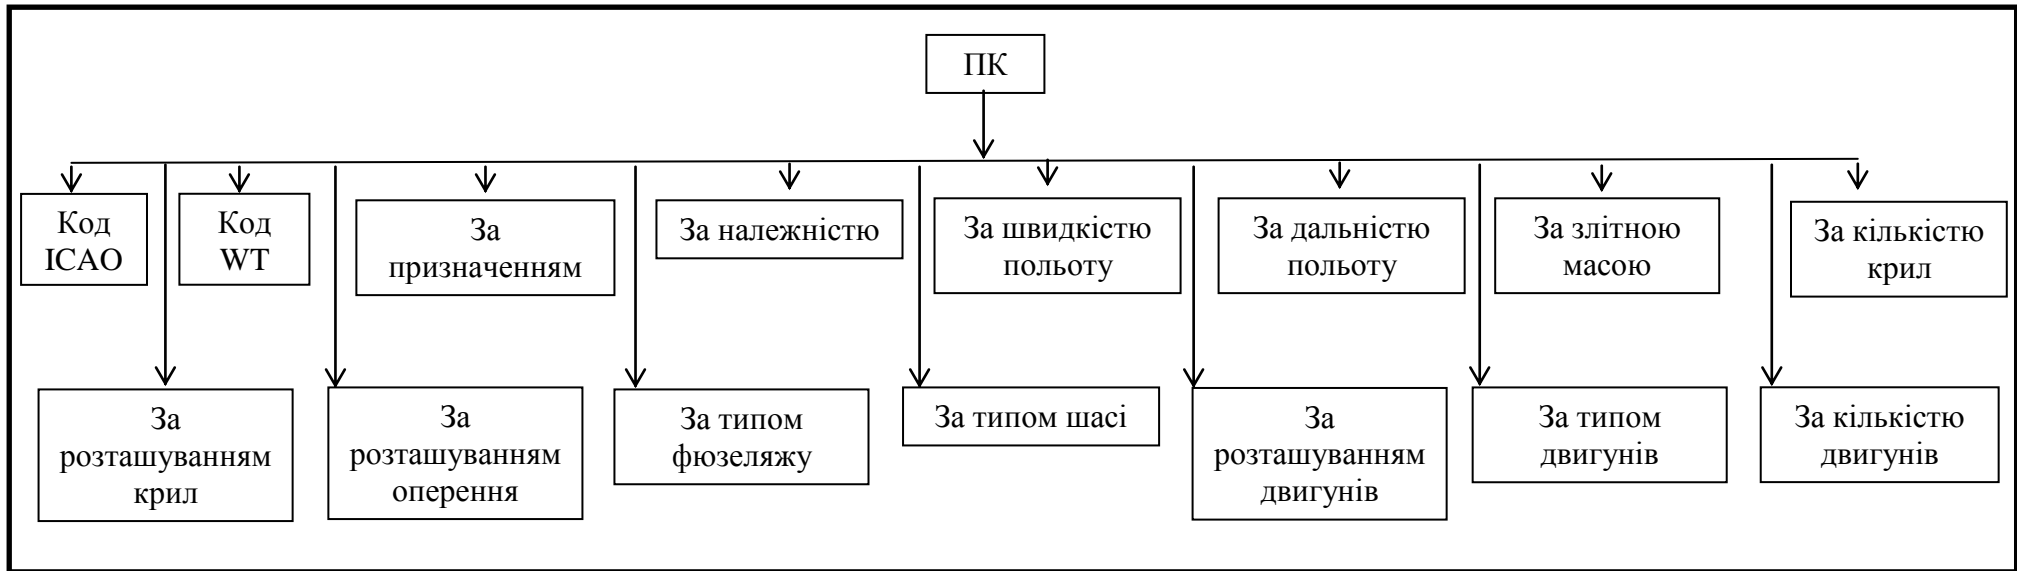 ПК
Код
ICAO
Код
WT
За
призначенням
За належністю
За швидкістю
польоту
За дальністю
польоту
За злітною
масою
За кількістю
крил
За
розташуванням
крил
За
розташуванням
оперення
За типом
фюзеляжу
За типом шасі
За
розташуванням
двигунів
За типом
двигунів
За кількістю
двигунів